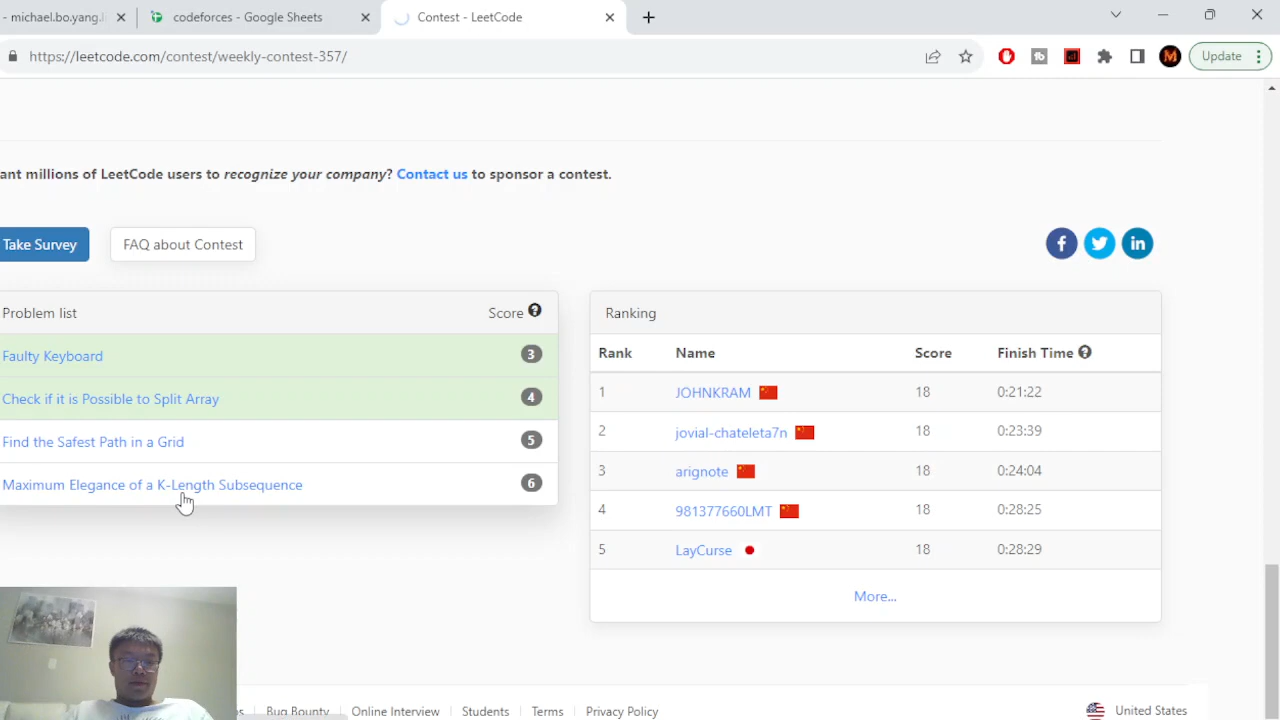 - michael.bo.yang.
codeforces - Google Sheets
Contest - LeetCode
https://leetcode.com/contest/weekly-contest-357/
M
Update
ant millions of LeetCode users to recognize your company? Contact us to sponsor a contest.
Take Survey
FAQ about Contest
Problem list Score
Faulty Keyboard 3
Check if it is Possible to Split Array 4
Find the Safest Path in a Grid 5
Maximum Elegance of a K-Length Subsequence 6
Ranking
Rank Name Score Finish Time
1 JOHNKRAM 18 0:21:22
2 jovial-chateleta7n 18 0:23:39
3 arignote 18 0:24:04
4 981377660LMT 18 0:28:25
5 LayCurse 18 0:28:29
More...
Bug Bounty Online Interview Students Terms Privacy Policy
United States